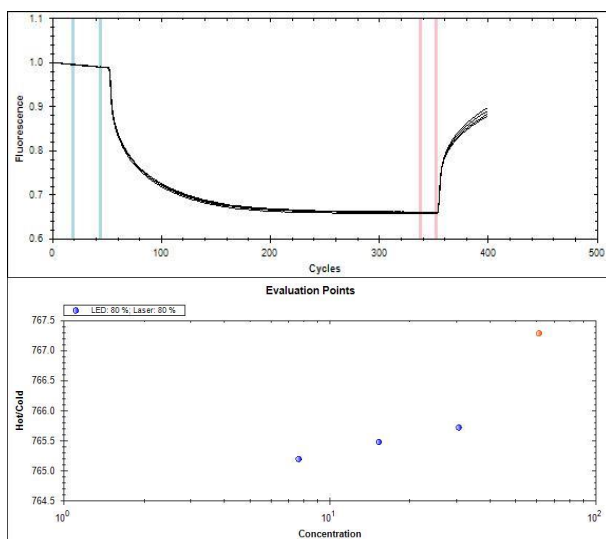 1.0
0.9
0.8
0.7
0.6
Fluorescence
0 100 200 300 400 500
Cycles
Evaluation Points
LED: 80 %; Laser: 80 %
767.5
767.0
766.5
766.0
765.5
765.0
764.5
Hot/Cold
10^0 10^1 10^2
Concentration